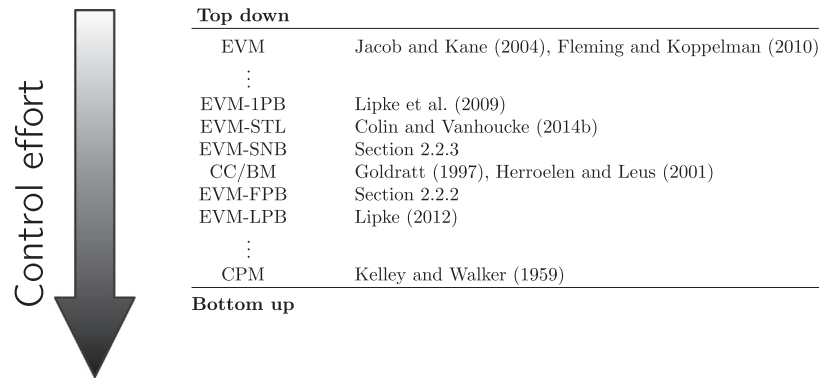 Control effort
Top down
EVM Jacob and Kane (2004), Fleming and Koppelman (2010)
⋮
EVM-1PB Lipke et al. (2009)
EVM-STL Colin and Vanhoucke (2014b)
EVM-SNB Section 2.2.3
CC/BM Goldratt (1997), Herroelen and Leus (2001)
EVM-FPB Section 2.2.2
EVM-LPB Lipke (2012)
⋮
CPM Kelley and Walker (1959)
Bottom up